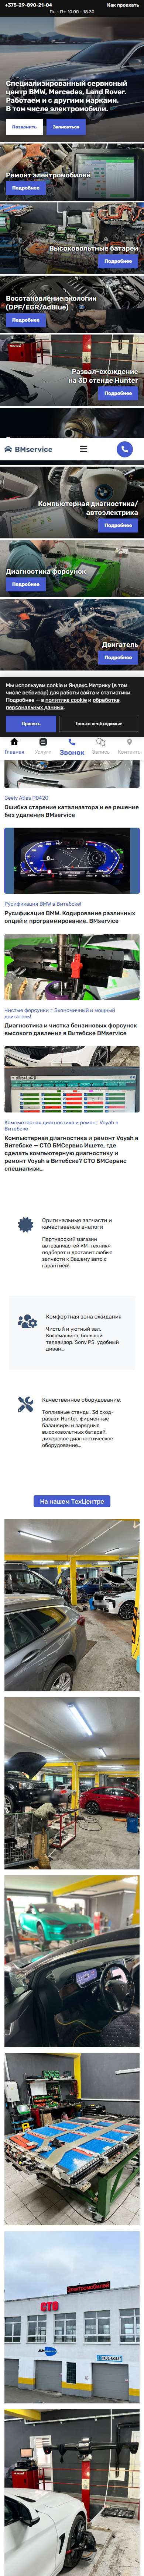 +375-29-890-21-04
Как проехать
Пн - Пт: 10.00 - 18.30
Специализированный сервисный
центр BMW, Mercedes, Land Rover.
Работаем и с другими марками.
В том числе электромобили.
Позвонить
Записаться
Ремонт электромобилей
Подробнее
Высоковольтные батареи
Подробнее
Восстановление экологии
(DPF/EGR/AdBlue)
Подробнее
Развал-схождение
на 3D стенде Hunter
Подробнее
BMservice
Компьютерная диагностика/
автоэлектрика
Подробнее
Диагностика форсунок
Подробнее
Двигатель
Подробнее
Мы используем cookie и Яндекс.Метрику (в том
числе вебвизор) для работы сайта и статистики.
Подробнее — в политике cookie и обработке
персональных данных.
Принять
Только необходимые
Главная
Услуги
Звонок
Запись
Контакты
Geely Atlas P0420
Ошибка старение катализатора и ее решение
без удаления BMservice
Русификация BMW в Витебске!
Русификация BMW. Кодирование различных
опций и программирование. BMservice
Чистые форсунки = Экономичный и мощный
двигатель!
Диагностика и чистка бензиновых форсунок
высокого давления в Витебске BMservice
Компьютерная диагностика и ремонт Voyah в
Витебске
Компьютерная диагностика и ремонт Voyah в
Витебске — СТО БМСервис Ищете, где
сделать компьютерную диагностику и
ремонт Voyah в Витебске? СТО БМСервис
специализи...
Оригинальные запчасти и
качественные аналоги
Партнерский магазин
автозапчастей «М-техник»
подберет и доставит любые
запчасти к Вашему авто с
гарантией!
Комфортная зона ожидания
Чистый и уютный зал,
Кофемашина, большой
телевизор, Sony PS, удобный
диван...
Качественное оборудование.
Топливные стенды, 3d сход-
развал Hunter, фирменные
балансиры и зарядные
высоковольтных батарей,
дилерское диагностическое
оборудование...
На нашем ТехЦентре
Электромобилей
СТО